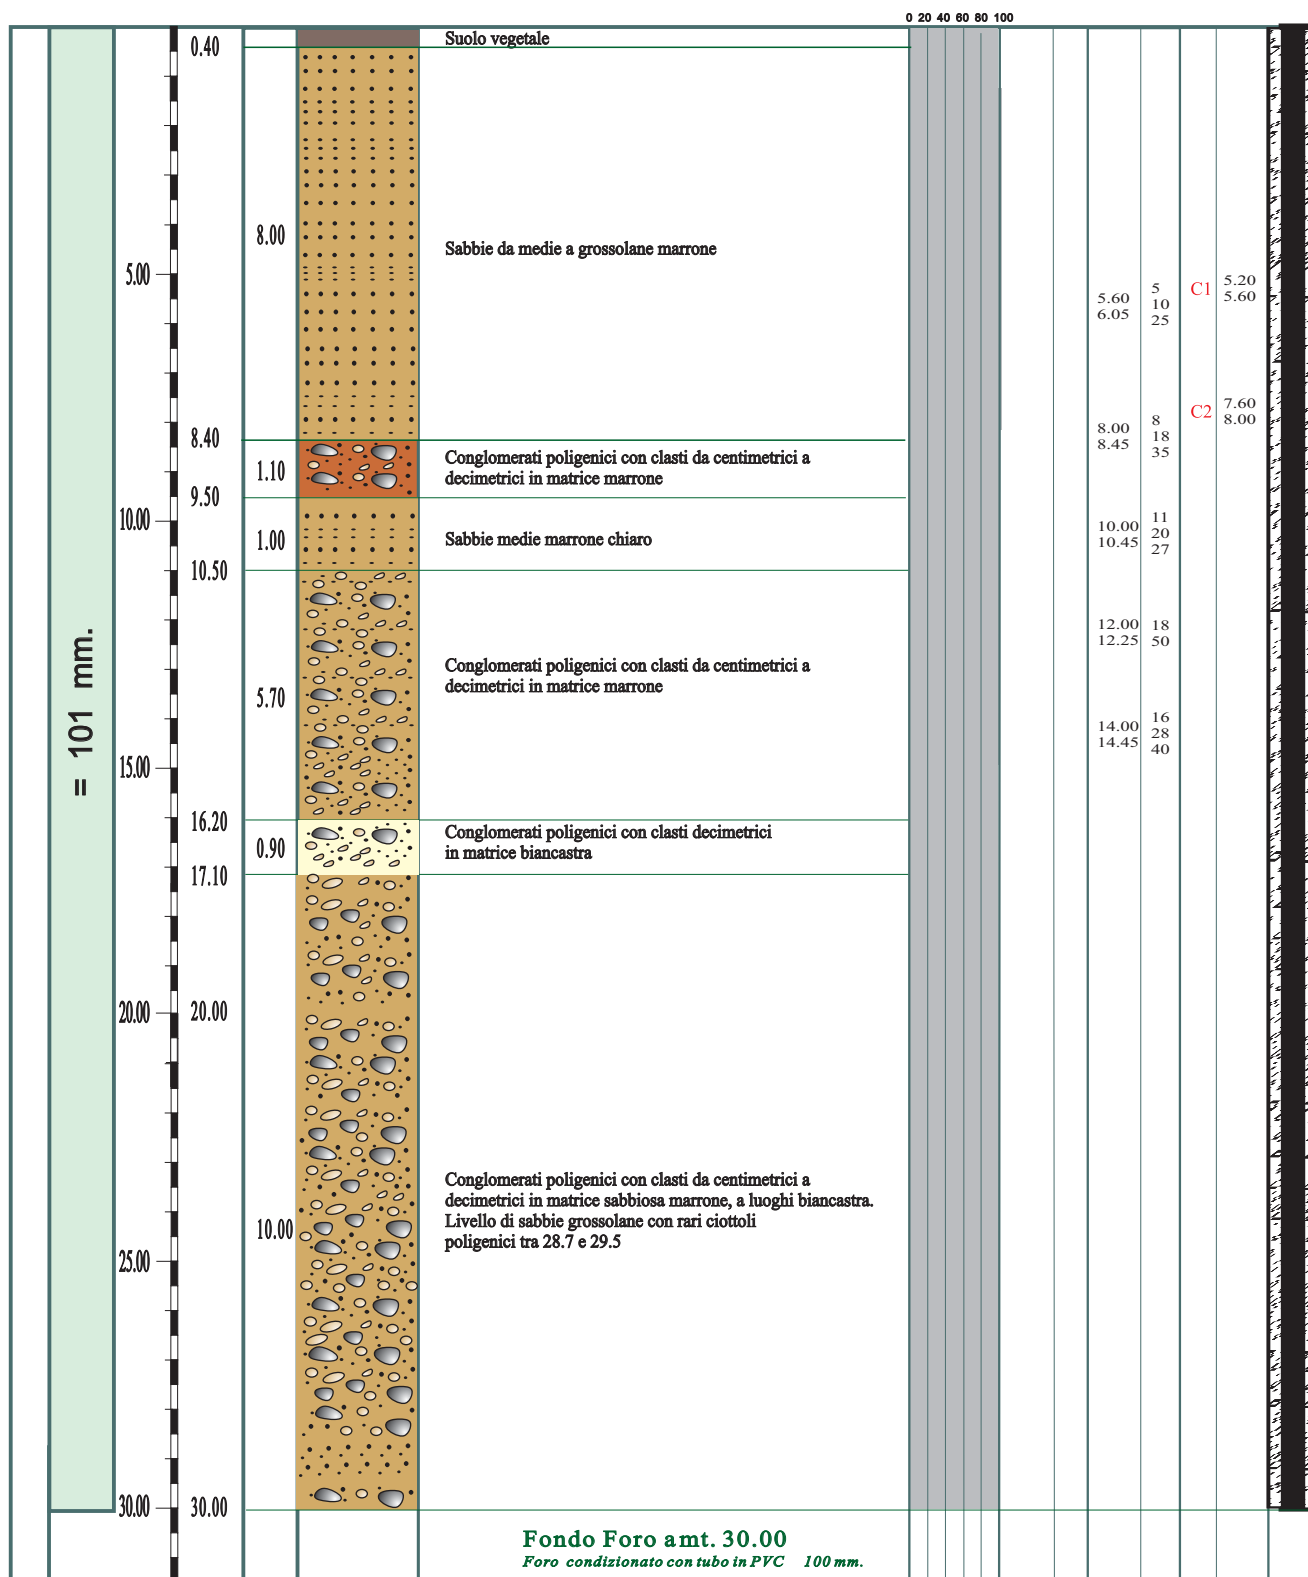 0 20 40 60 80 100
Suolo vegetale
0.40
8.00
Sabbie da medie a grossolane marrone
5.00
5.60
6.05
5
10
25
C1
5.20
5.60
C2
7.60
8.00
8.00
8.45
8
18
35
8.40
1.10
Conglomerati poligenici con clasti da centimetrici a
decimetrici in matrice marrone
9.50
10.00
1.00
Sabbie medie marrone chiaro
10.00
10.45
11
20
27
10.50
12.00
12.25
18
50
Conglomerati poligenici con clasti da centimetrici a
decimetrici in matrice marrone
5.70
= 101 mm.
14.00
14.45
16
28
40
15.00
16.20
0.90
Conglomerati poligenici con clasti decimetrici
in matrice biancastra
17.10
20.00
20.00
Conglomerati poligenici con clasti da centimetrici a
decimetrici in matrice sabbiosa marrone, a luoghi biancastra.
Livello di sabbie grossolane con rari ciottoli
poligenici tra 28.7 e 29.5
10.00
25.00
30.00
30.00
Fondo Foro a mt. 30.00
Foro condizionato con tubo in PVC 100 mm.